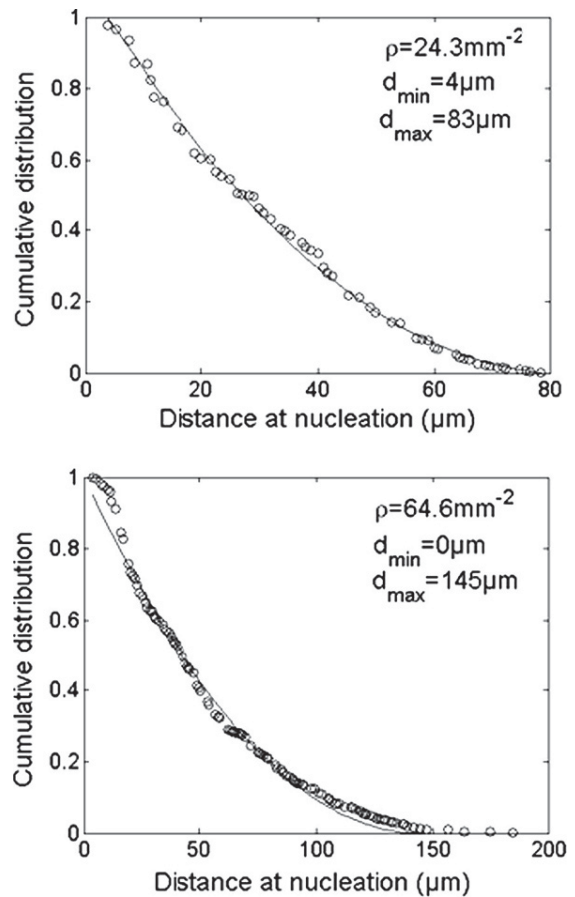 1
ρ=24.3mm⁻²
d_min=4µm
d_max=83µm
0.8
0.6
0.4
0.2
0
Cumulative distribution
0 20 40 60 80
Distance at nucleation (µm)
1
ρ=64.6mm⁻²
d_min=0µm
d_max=145µm
0.8
0.6
0.4
0.2
0
Cumulative distribution
0 50 100 150 200
Distance at nucleation (µm)